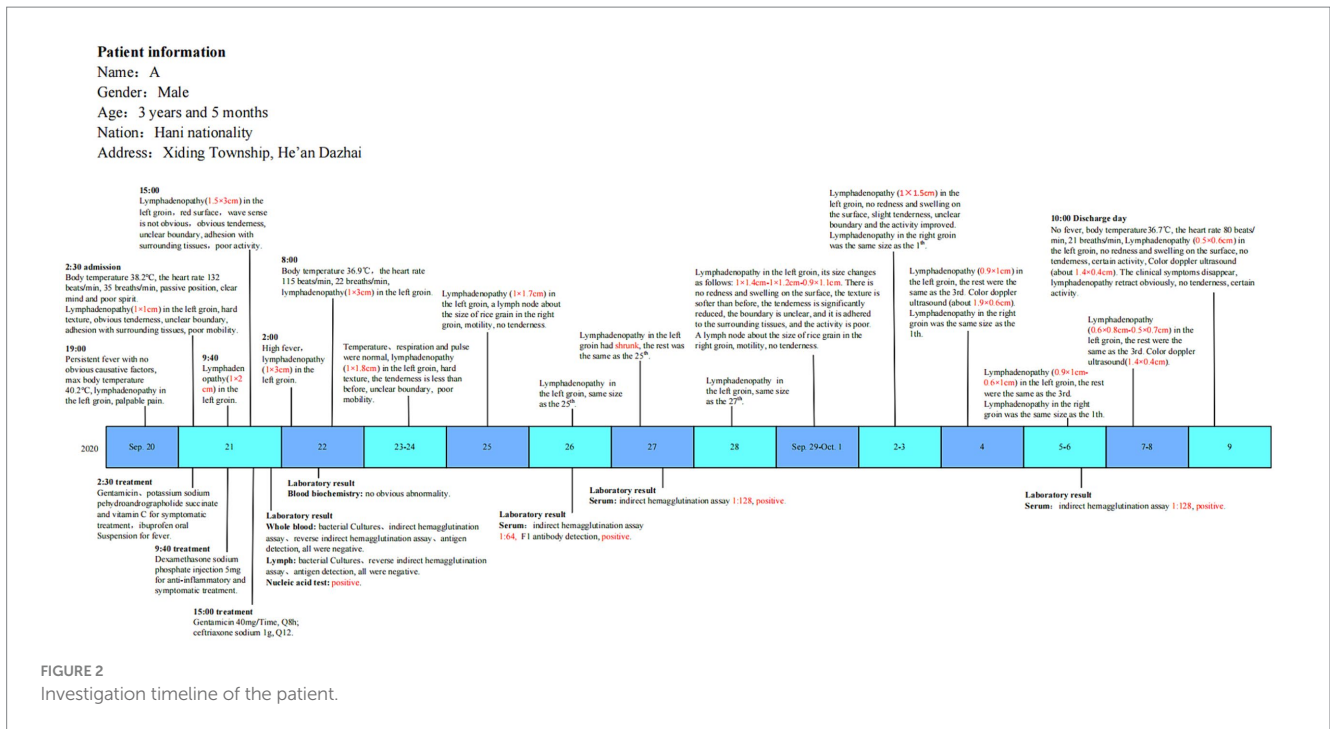 Patient information
Name：A
Gender：Male
Age：3 years and 5 months
Nation：Hani nationality
Address：Xiding Township, He'an Dazhai
15:00
Lymphadenopathy(1.5×3cm) in the
left groin，red surface，wave sense
is not obvious，obvious tenderness,
unclear boundary, adhesion with
surrounding tissues，poor activity.
2:30 admission
Body temperature 38.2℃, the heart rate 132
beats/min, 35 breaths/min, passive position, clear
mind and poor spirit.
Lymphadenopathy(1×1cm) in the left groin, hard
texture, obvious tenderness, unclear boundary,
adhesion with surrounding tissues, poor mobility.
19:00
Persistent fever with no
obvious causative factors,
max body temperature
40.2℃, lymphadenopathy in
the left groin, palpable pain.
9:40
Lymphaden
opathy(1×2
cm) in the
left groin.
8:00
Body temperature 36.9℃，the heart rate
115 beats/min, 22 breaths/min,
lymphadenopathy(1×3cm) in the left groin.
2:00
High fever，
lymphadenopathy
(1×3cm) in the
left groin.
Temperature、respiration and pulse
were normal, lymphadenopathy
(1×1.8cm) in the left groin, hard
texture, the tenderness is less than
before, unclear boundary, poor
mobility.
Lymphadenopathy (1×1.7cm) in
the left groin, a lymph node about
the size of rice grain in the right
groin, motility, no tenderness.
Lymphadenopathy in
the left groin, same size
as the 25th.
Lymphadenopathy in the left
groin had shrunk, the rest was
the same as the 25th.
Lymphadenopathy in the left groin, its size changes
as follows: 1×1.4cm-1×1.2cm-0.9×1.1cm. There is
no redness and swelling on the surface, the texture is
softer than before, the tenderness is significantly
reduced, the boundary is unclear, and it is adhered
to the surrounding tissues, and the activity is poor.
A lymph node about the size of rice grain in the
right groin, motility, no tenderness.
Lymphadenopathy in
the left groin, same size
as the 27th.
Lymphadenopathy (1×1.5cm) in the
left groin, no redness and swelling on
the surface, slight tenderness, unclear
boundary and the activity improved.
Lymphadenopathy in the right groin
was the same size as the 1th.
Lymphadenopathy (0.9×1cm) in
the left groin, the rest were the
same as the 3rd. Color doppler
ultrasound (about 1.9×0.6cm).
Lymphadenopathy in the right
groin was the same size as the
1th.
Lymphadenopathy (0.9×1cm-
0.6×1cm) in the left groin, the rest
were the same as the 3rd.
Lymphadenopathy in the right
groin was the same size as the 1th.
10:00 Discharge day
No fever, body temperature36.7℃, the heart rate 80 beats/
min, 21 breaths/min, Lymphadenopathy (0.5×0.6cm) in
the left groin, no redness and swelling on the surface, no
tenderness, certain activity, Color doppler ultrasound
(about 1.4×0.4cm). The clinical symptoms disappear,
lymphadenopathy retract obviously, no tenderness, certain
activity.
Lymphadenopathy
(0.6×0.8cm-0.5×0.7cm) in the
left groin, the rest were the
same as the 3rd. Color doppler
ultrasound(1.4×0.4cm).
2020 Sep. 20 21 22 23-24 25 26 27 28 Sep. 29-Oct. 1 2-3 4 5-6 7-8 9
2:30 treatment
Gentamicin、potassium sodium
pehydroandrographolide succinate
and vitamin C for symptomatic
treatment，ibuprofen oral
Suspension for fever.
9:40 treatment
Dexamethasone sodium
phosphate injection 5mg
for anti-inflammatory and
symptomatic treatment.
15:00 treatment
Gentamicin 40mg/Time, Q8h;
ceftriaxone sodium 1g, Q12.
Laboratory result
Blood biochemistry: no obvious abnormality.
Laboratory result
Whole blood: bacterial Cultures、indirect hemagglutination
assay、reverse indirect hemagglutination assay、antigen
detection, all were negative.
Lymph: bacterial Cultures、reverse indirect hemagglutination
assay、antigen detection, all were negative.
Nucleic acid test: positive.
Laboratory result
Serum：indirect hemagglutination assay
1:64, F1 antibody detection, positive.
Laboratory result
Serum: indirect hemagglutination assay 1:128, positive.
Laboratory result
Serum：indirect hemagglutination assay 1:128, positive.
FIGURE 2
Investigation timeline of the patient.